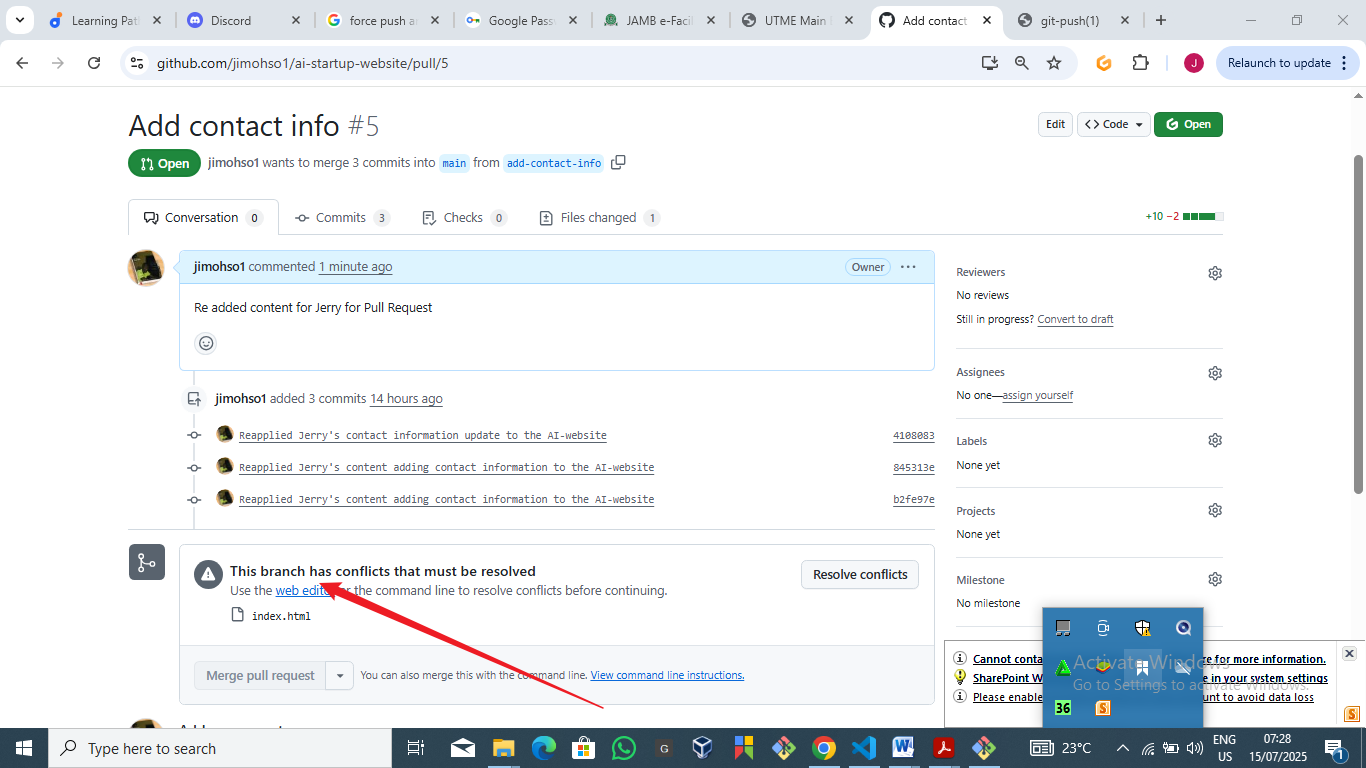 Learning Pat
Discord
force push an
Google Passw
JAMB e-Facil
UTME Main
Add contact
git-push(1)
github.com/jimohso1/ai-startup-website/pull/5
J
Relaunch to update
Add contact info #5
Edit
Code
Open
Open
jimohso1 wants to merge 3 commits into main from add-contact-info
Conversation 0
Commits 3
Checks 0
Files changed 1
+10 −2
jimohso1 commented 1 minute ago
Owner
Re added content for Jerry for Pull Request
jimohso1 added 3 commits 14 hours ago
Reapplied Jerry's contact information update to the AI-website
4108083
Reapplied Jerry's content adding contact information to the AI-website
845313e
Reapplied Jerry's content adding contact information to the AI-website
b2fe97e
This branch has conflicts that must be resolved
Use the web editor or the command line to resolve conflicts before continuing.
index.html
Resolve conflicts
Merge pull request
You can also merge this with the command line. View command line instructions.
Reviewers
No reviews
Still in progress? Convert to draft
Assignees
No one—assign yourself
Labels
None yet
Projects
None yet
Milestone
No milestone
Cannot conta
e for more information.
SharePoint W
e in your system settings
Please enable
unt to avoid data loss
Activate Windows
Go to Settings to activate Windows.
36
S
S
Type here to search
G
W
23°C
ENG
US
07:28
15/07/2025
1